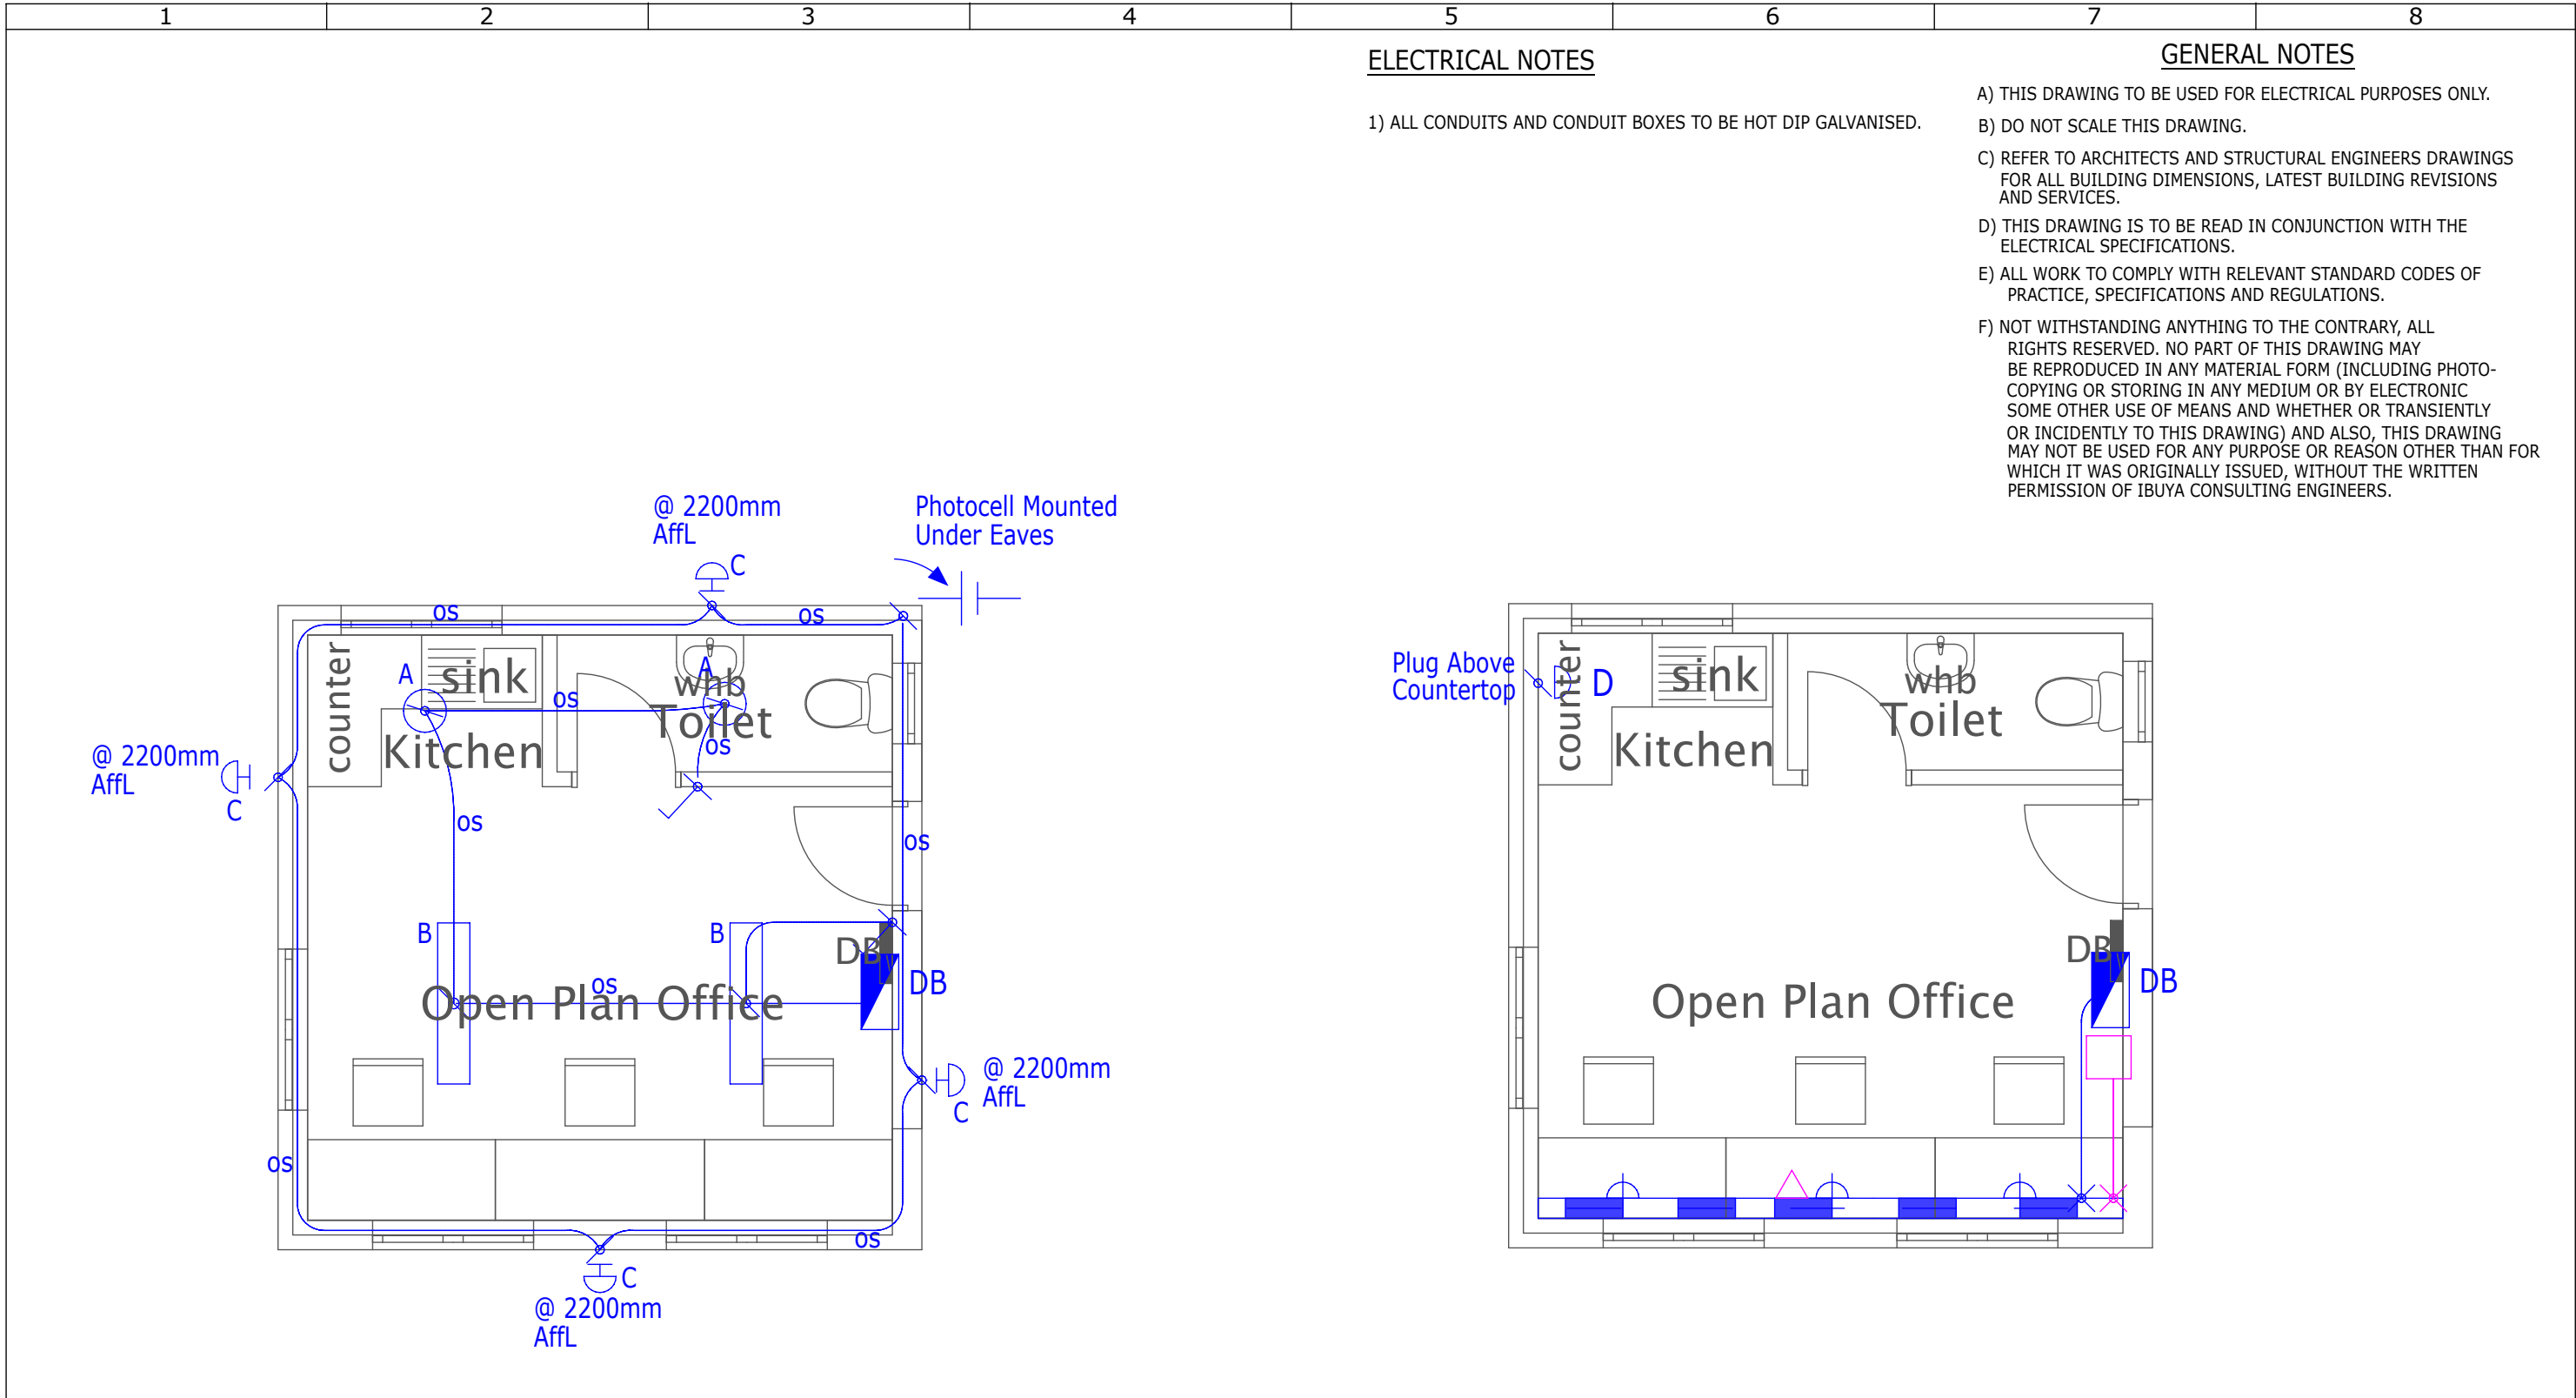 1 2 3 4 5 6 7 8
ELECTRICAL NOTES
1) ALL CONDUITS AND CONDUIT BOXES TO BE HOT DIP GALVANISED.
GENERAL NOTES
A) THIS DRAWING TO BE USED FOR ELECTRICAL PURPOSES ONLY.
B) DO NOT SCALE THIS DRAWING.
C) REFER TO ARCHITECTS AND STRUCTURAL ENGINEERS DRAWINGS
FOR ALL BUILDING DIMENSIONS, LATEST BUILDING REVISIONS
AND SERVICES.
D) THIS DRAWING IS TO BE READ IN CONJUNCTION WITH THE
ELECTRICAL SPECIFICATIONS.
E) ALL WORK TO COMPLY WITH RELEVANT STANDARD CODES OF
PRACTICE, SPECIFICATIONS AND REGULATIONS.
F) NOT WITHSTANDING ANYTHING TO THE CONTRARY, ALL
RIGHTS RESERVED. NO PART OF THIS DRAWING MAY
BE REPRODUCED IN ANY MATERIAL FORM (INCLUDING PHOTO-
COPYING OR STORING IN ANY MEDIUM OR BY ELECTRONIC
SOME OTHER USE OF MEANS AND WHETHER OR TRANSIENTLY
OR INCIDENTLY TO THIS DRAWING) AND ALSO, THIS DRAWING
MAY NOT BE USED FOR ANY PURPOSE OR REASON OTHER THAN FOR
WHICH IT WAS ORIGINALLY ISSUED, WITHOUT THE WRITTEN
PERMISSION OF IBUYA CONSULTING ENGINEERS.
@ 2200mm
AffL
C
Photocell Mounted
Under Eaves
os
os
counter
A
sink
A
whb
os
Toilet
os
Kitchen
@ 2200mm
AffL
C
os
os
B
B
DB
DB
os
Open Plan Office
@ 2200mm
AffL
C
os
os
C
@ 2200mm
AffL
Plug Above
Countertop
counter
D
sink
whb
Toilet
Kitchen
DB
DB
Open Plan Office